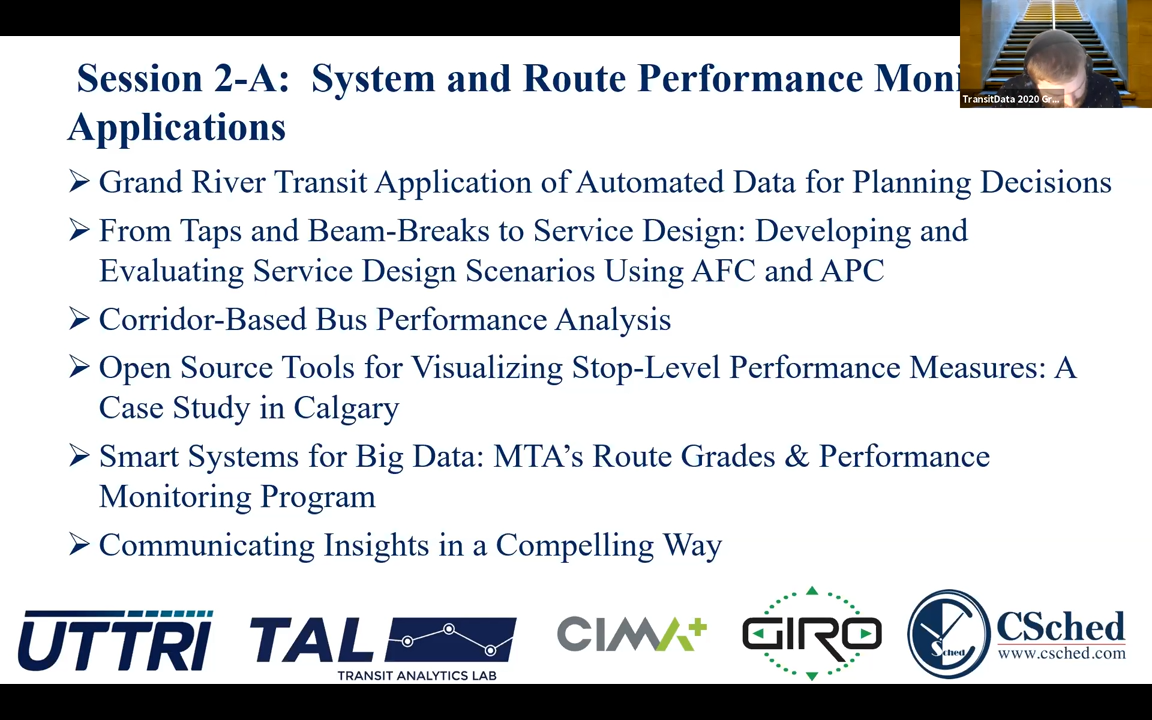 Session 2-A: System and Route Performance
Applications
Grand River Transit Application of Automated Data for Planning Decisions
From Taps and Beam-Breaks to Service Design: Developing and
Evaluating Service Design Scenarios Using AFC and APC
Corridor-Based Bus Performance Analysis
Open Source Tools for Visualizing Stop-Level Performance Measures: A
Case Study in Calgary
Smart Systems for Big Data: MTA’s Route Grades & Performance
Monitoring Program
Communicating Insights in a Compelling Way
TransitData 2020 Gr...
UTTRI
TAL
TRANSIT ANALYTICS LAB
CIMA+
GIRO
Sched
CSched
www.csched.com